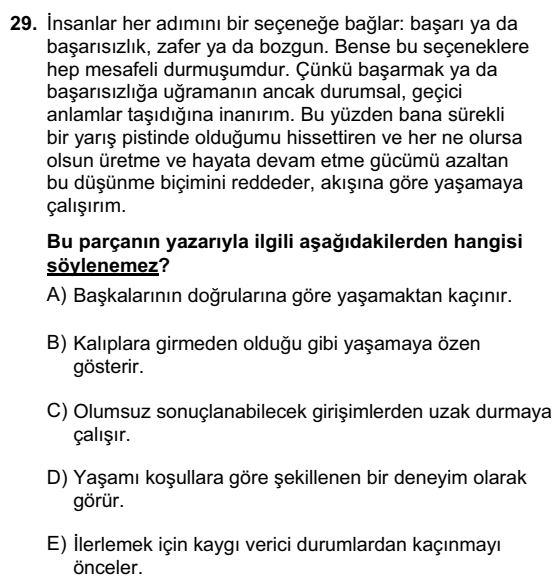 29. İnsanlar her adımını bir seçeneğe bağlar: başarı ya da
başarısızlık, zafer ya da bozgun. Bense bu seçeneklere
hep mesafeli durmuşumdur. Çünkü başarmak ya da
başarısızlığa uğramanın ancak durumsal, geçici
anlamlar taşıdığına inanırım. Bu yüzden bana sürekli
bir yarış pistinde olduğumu hissettiren ve her ne olursa
olsun üretme ve hayata devam etme gücümü azaltan
bu düşünme biçimini reddeder, akışına göre yaşamaya
çalışırım.
Bu parçanın yazarıyla ilgili aşağıdakilerden hangisi
söylenemez?
A) Başkalarının doğrularına göre yaşamaktan kaçınır.
B) Kalıplara girmeden olduğu gibi yaşamaya özen
gösterir.
C) Olumsuz sonuçlanabilecek girişimlerden uzak durmaya
çalışır.
D) Yaşamı koşullara göre şekillenen bir deneyim olarak
görür.
E) İlerlemek için kaygı verici durumlardan kaçınmayı
önceler.